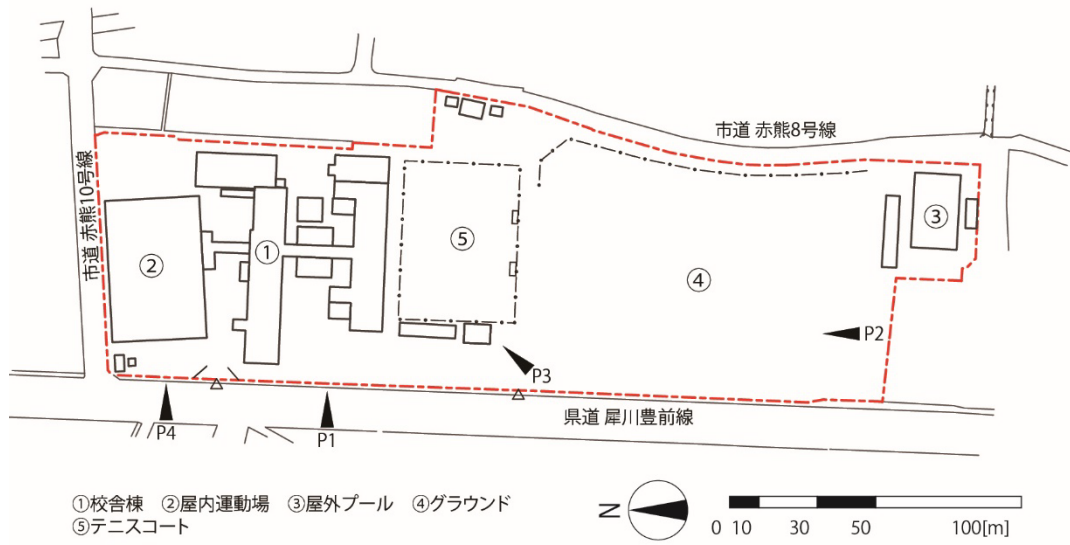 市道 赤熊8号線
市道 赤熊10号線
①
②
③
④
⑤
P2
P3
P4
P1
県道 犀川豊前線
①校舎棟 ②屋内運動場 ③屋外プール ④グラウンド
⑤テニスコート
N
0 10 30 50 100[m]